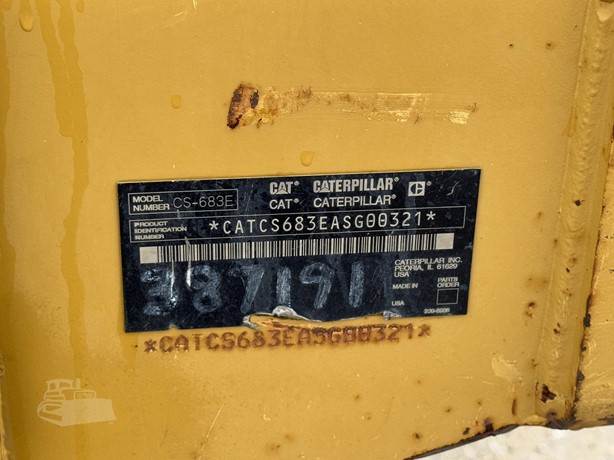 MODEL NUMBER CS-683E
CAT® CATERPILLAR® C®
CAT® CATERPILLAR®
PRODUCT IDENTIFICATION NUMBER *CATCS683EASG00321*
CATERPILLAR INC.
PEORIA, IL 61629
USA
387191
MADE IN
USA
PARTS ORDER
*CATCS683EASG00321*